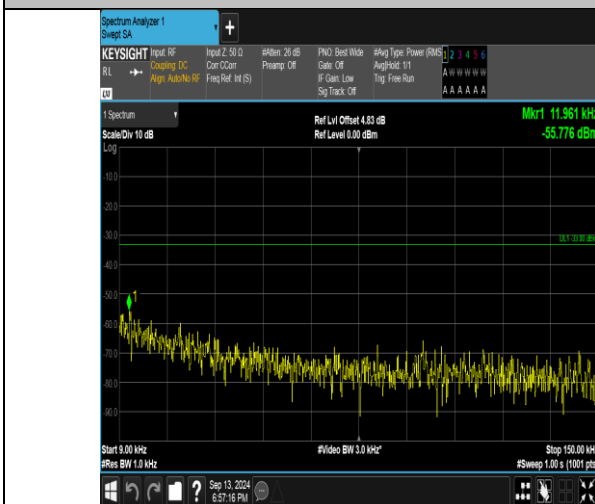 Spectrum Analyzer 1
Swept SA
+
KEYSIGHT
RL
Input: RF
Coupling: DC
Align: Auto/No RF
Input Z: 50 Ω
Corr CCorr
Freq Ref: Int (S)
#Atten: 26 dB
Preamp: Off
PNO: Best Wide
Gate: Off
IF Gain: Low
Sig Track: Off
#Avg Type: Power (RMS
Avg|Hold: 1/1
Trig: Free Run
1 2 3 4 5 6
A W W W W W
A A A A A A
1 Spectrum
Scale/Div 10 dB
Log
Ref Lvl Offset 4.83 dB
Ref Level 0.00 dBm
Mkr1 11.961 kHz
-55.776 dBm
-10.0
-20.0
-30.0
DL1 -33.00 dBm
-40.0
-50.0
1
-60.0
-70.0
-80.0
-90.0
Start 9.00 kHz
#Res BW 1.0 kHz
#Video BW 3.0 kHz*
Stop 150.00 kHz
#Sweep 1.00 s (1001 pts)
?
Sep 13, 2024
6:57:16 PM